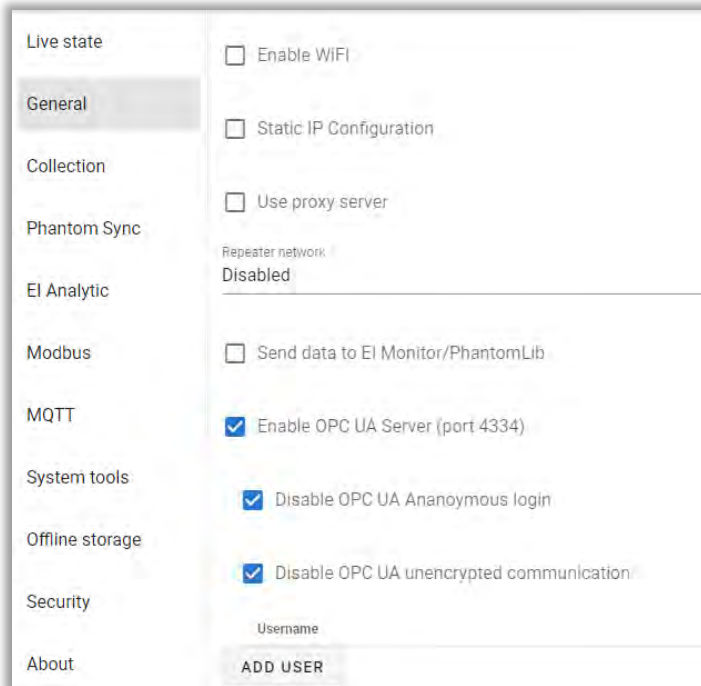 Live state
General
Collection
Phantom Sync
EI Analytic
Modbus
MQTT
System tools
Offline storage
Security
About
Enable WiFI
Static IP Configuration
Use proxy server
Repeater network
Disabled
Send data to EI Monitor/PhantomLib
Enable OPC UA Server (port 4334)
Disable OPC UA Ananoymous login
Disable OPC UA unencrypted communication
Username
ADD USER